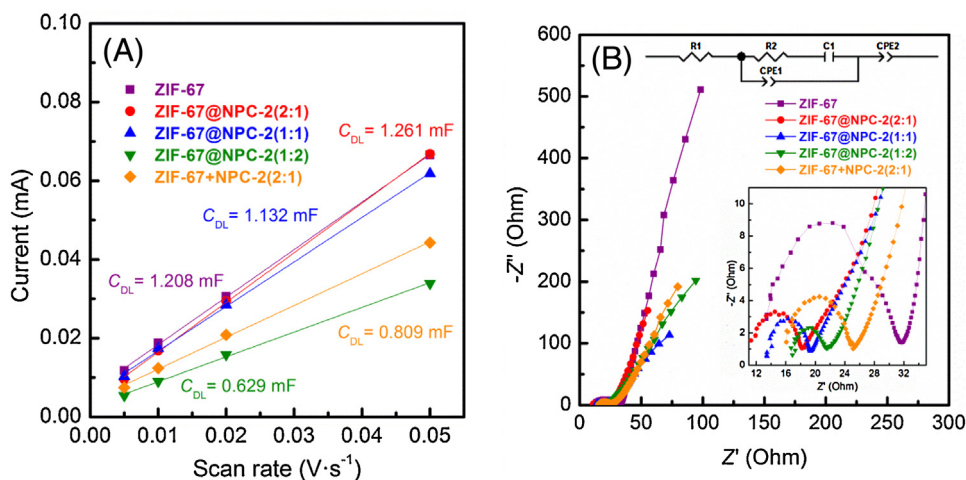 (A)
0.10
0.08
0.06
0.04
0.02
0.00
Current (mA)
ZIF-67
ZIF-67@NPC-2(2:1)
ZIF-67@NPC-2(1:1)
ZIF-67@NPC-2(1:2)
ZIF-67+NPC-2(2:1)
CDL= 1.261 mF
CDL= 1.132 mF
CDL= 1.208 mF
CDL= 0.809 mF
CDL= 0.629 mF
0.00 0.01 0.02 0.03 0.04 0.05
Scan rate (V·s-1)
(B)
600
500
400
300
200
100
0
-Z'' (Ohm)
R1 R2 C1 CPE2
CPE1
ZIF-67
ZIF-67@NPC-2(2:1)
ZIF-67@NPC-2(1:1)
ZIF-67@NPC-2(1:2)
ZIF-67+NPC-2(2:1)
10
8
6
4
2
0
-Z'' (Ohm)
12 16 20 24 28 32
Z' (Ohm)
0 50 100 150 200 250 300
Z' (Ohm)